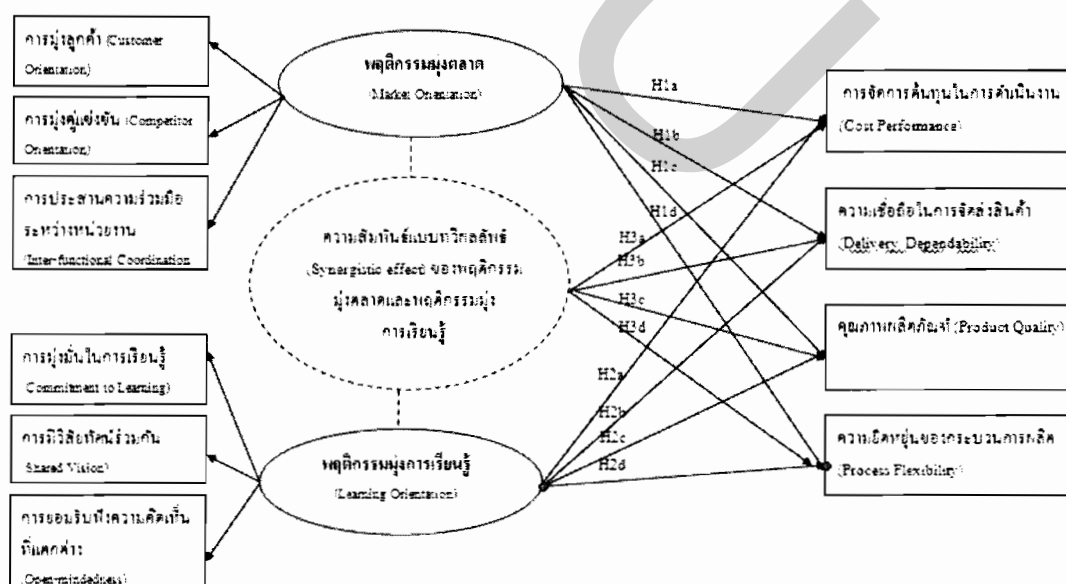 การมุ่งลูกค้า (Customer
Orientation)
การมุ่งคู่แข่งขัน (Competitor
Orientation)
การประสานความร่วมมือ
ระหว่างหน่วยงาน
(Inter-functional Coordination
พฤติกรรมมุ่งตลาด
(Market Orientation)
ความสัมพันธ์แบบทวีกลลัพธ์
(Synergistic effect) ของพฤติกรรม
มุ่งตลาดและพฤติกรรมมุ่ง
การเรียนรู้
การมุ่งมั่นในการเรียนรู้
Commitment to Learning)
การมีวิสัยทัศน์ร่วมกัน
Shared Vision)
การยอมรับฟังความคิดเห็น
ที่แตกต่าง
(Open-mindedness)
พฤติกรรมมุ่งการเรียนรู้
(Learning Orientation)
H1a
H1b
H1c
H1d
H3a
H3b
H3c
H3d
H2a
H2b
H2c
H2d
การจัดการต้นทุนในการดำเนินงาน
(Cost Performance)
ความเชื่อถือในการจัดส่งสินค้า
(Delivery Dependability)
คุณภาพผลิตภัณฑ์ (Product Quality)
ความยืดหยุ่นของกระบวนการผลิต
(Process Flexibility)